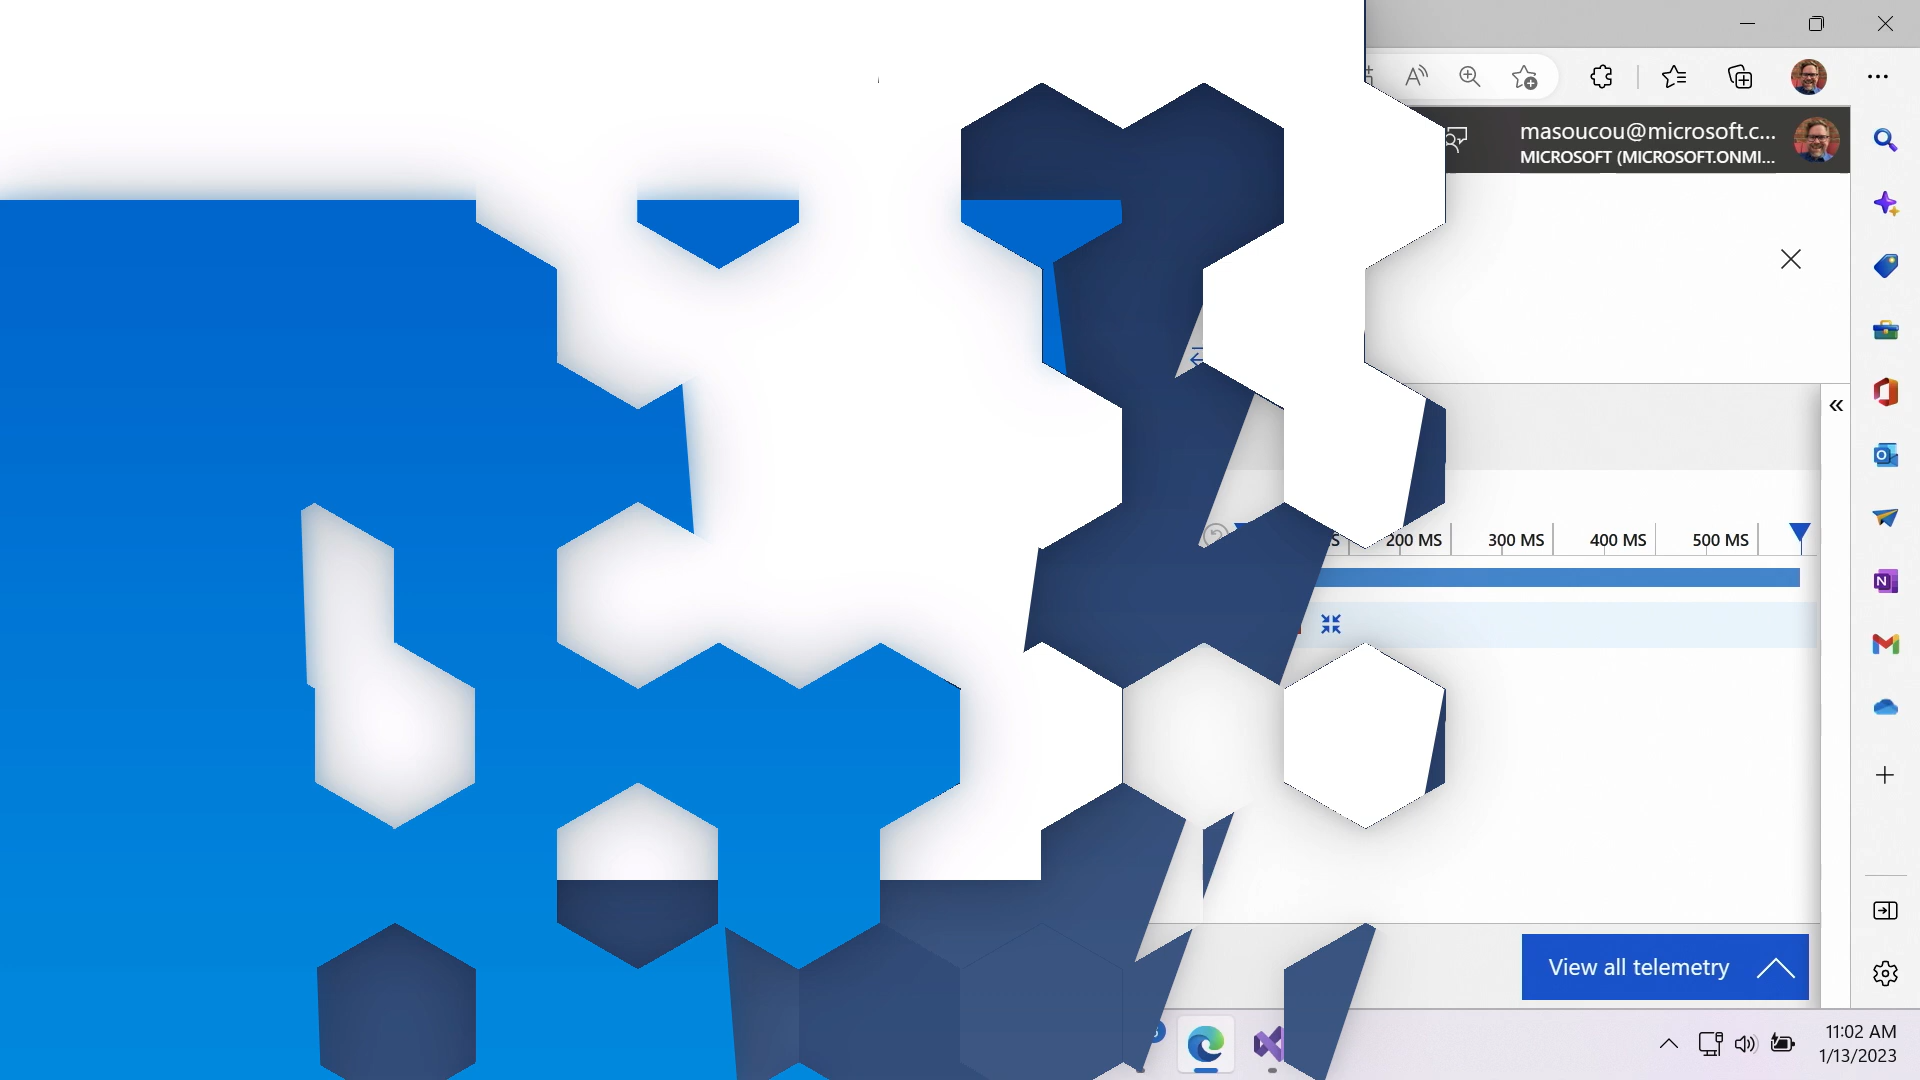 masoucou@microsoft.c...
MICROSOFT (MICROSOFT.ONMI...
200 MS
300 MS
400 MS
500 MS
View all telemetry
11:02 AM
1/13/2023